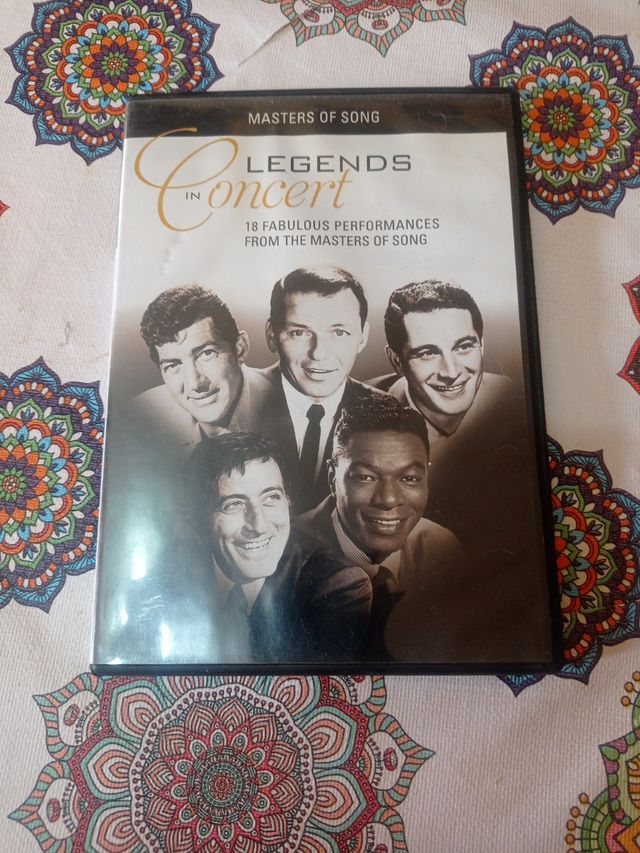 MASTERS OF SONG
LEGENDS
IN Concert
18 FABULOUS PERFORMANCES
FROM THE MASTERS OF SONG